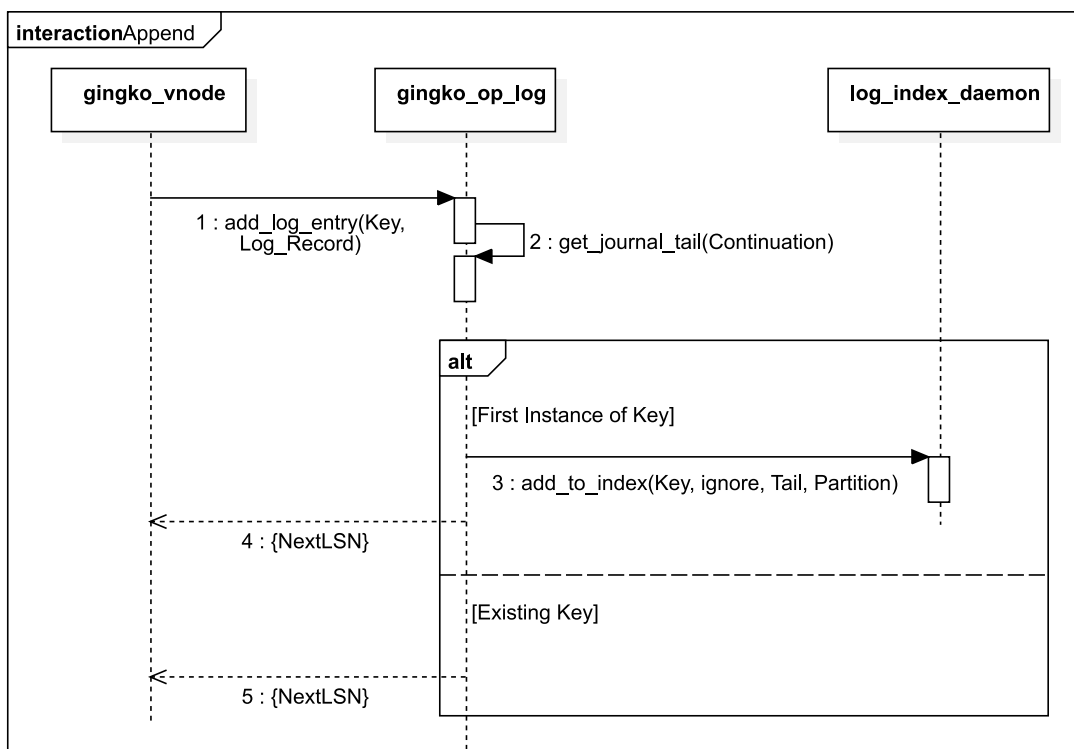 interactionAppend
gingko_vnode
gingko_op_log
log_index_daemon
1 : add_log_entry(Key,
Log_Record)
2 : get_journal_tail(Continuation)
alt
[First Instance of Key]
3 : add_to_index(Key, ignore, Tail, Partition)
4 : {NextLSN}
[Existing Key]
5 : {NextLSN}